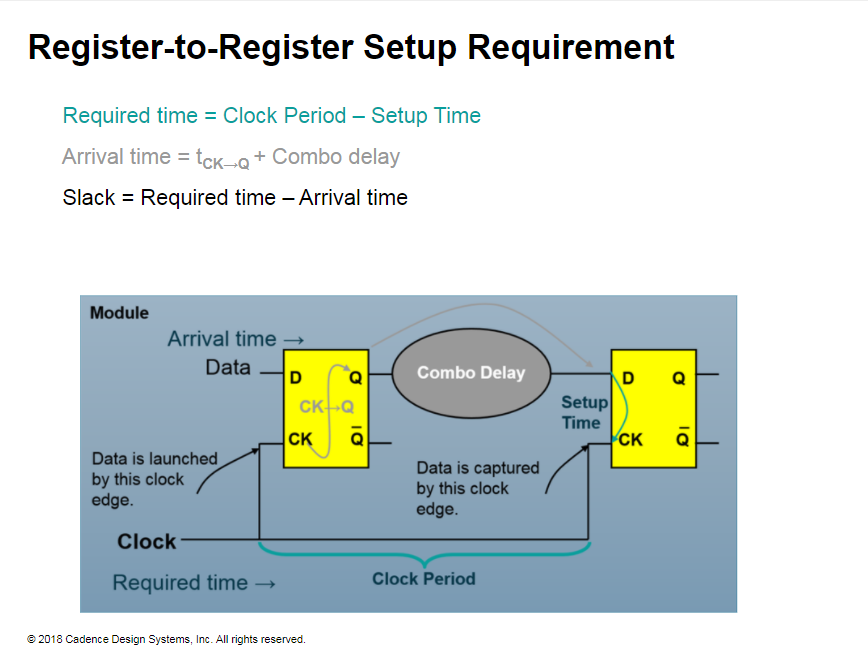 Register-to-Register Setup Requirement
Required time = Clock Period – Setup Time
Arrival time = tCK→Q + Combo delay
Slack = Required time – Arrival time
Module
Arrival time →
Data
D
Q
CK→Q
CK
Q̅
Combo Delay
Setup
Time
D
Q
CK
Q̅
Data is launched
by this clock
edge.
Data is captured
by this clock
edge.
Clock
Required time →
Clock Period
© 2018 Cadence Design Systems, Inc. All rights reserved.